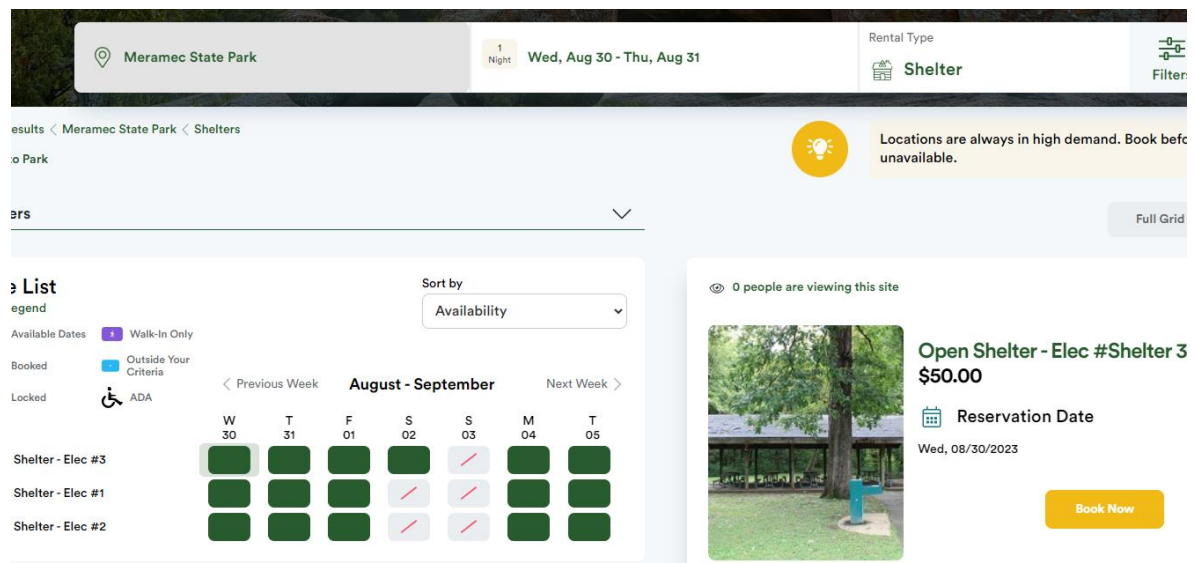 Meramec State Park
1
Night
Wed, Aug 30 - Thu, Aug 31
Rental Type
Shelter
Filters
esults < Meramec State Park < Shelters
to Park
Locations are always in high demand. Book befo
unavailable.
ers
Full Grid
e List
egend
Available Dates
Walk-In Only
Booked
Outside Your
Criteria
Locked
ADA
Sort by
Availability
< Previous Week
August - September
Next Week >
W T F S S M T
30 31 01 02 03 04 05
Shelter - Elec #3
Shelter - Elec #1
Shelter - Elec #2
0 people are viewing this site
Open Shelter - Elec #Shelter 3
$50.00
Reservation Date
Wed, 08/30/2023
Book Now